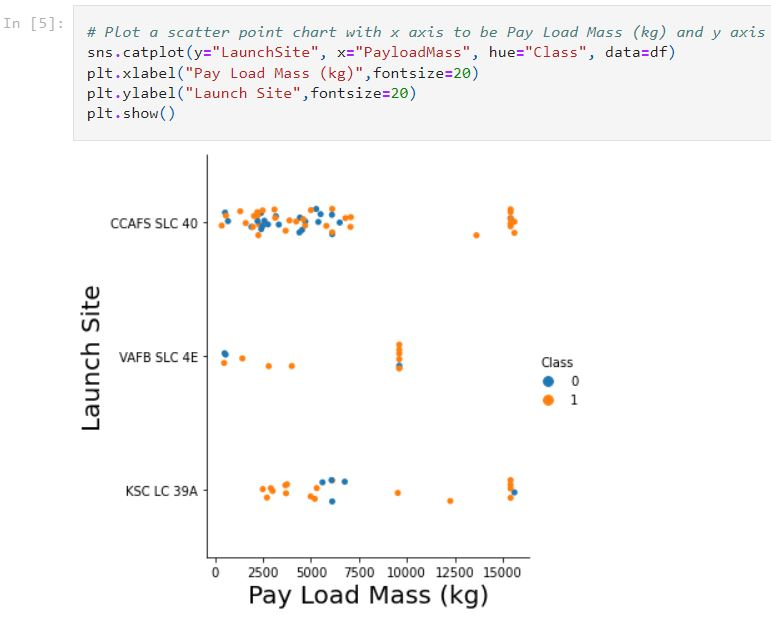 In [5]:
# Plot a scatter point chart with x axis to be Pay Load Mass (kg) and y axis
sns.catplot(y="LaunchSite", x="PayloadMass", hue="Class", data=df)
plt.xlabel("Pay Load Mass (kg)",fontsize=20)
plt.ylabel("Launch Site",fontsize=20)
plt.show()
CCAFS SLC 40
VAFB SLC 4E
KSC LC 39A
Launch Site
Class
0
1
0 2500 5000 7500 10000 12500 15000
Pay Load Mass (kg)